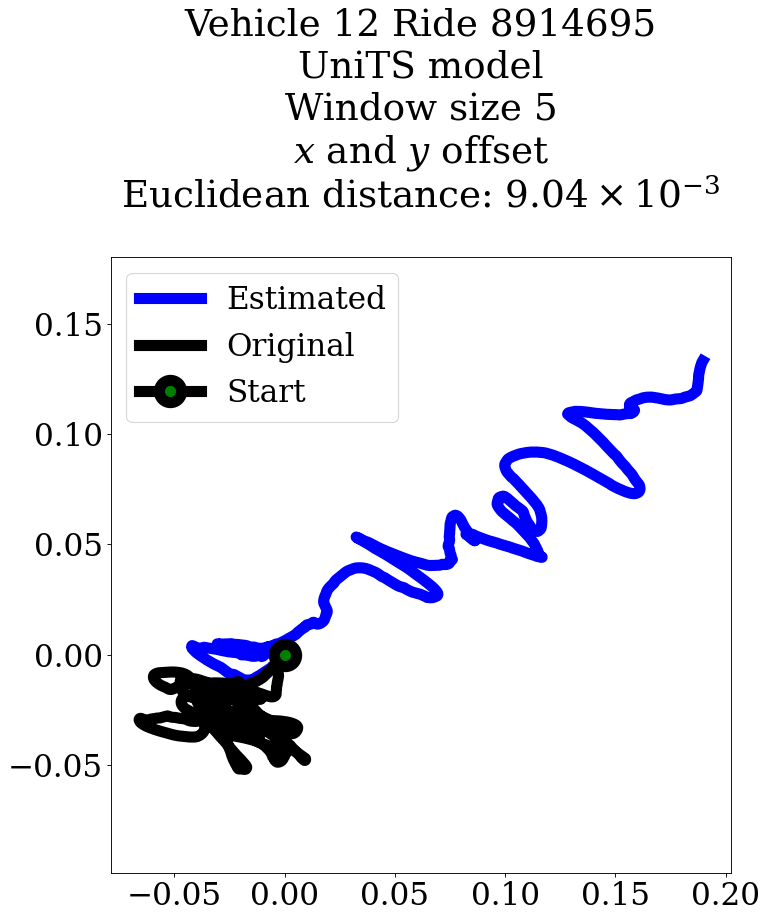 Vehicle 12 Ride 8914695
UniTS model
Window size 5
x and y offset
Euclidean distance: 9.04 × 10⁻³
Estimated
Original
Start
0.15
0.10
0.05
0.00
−0.05
−0.05 0.00 0.05 0.10 0.15 0.20